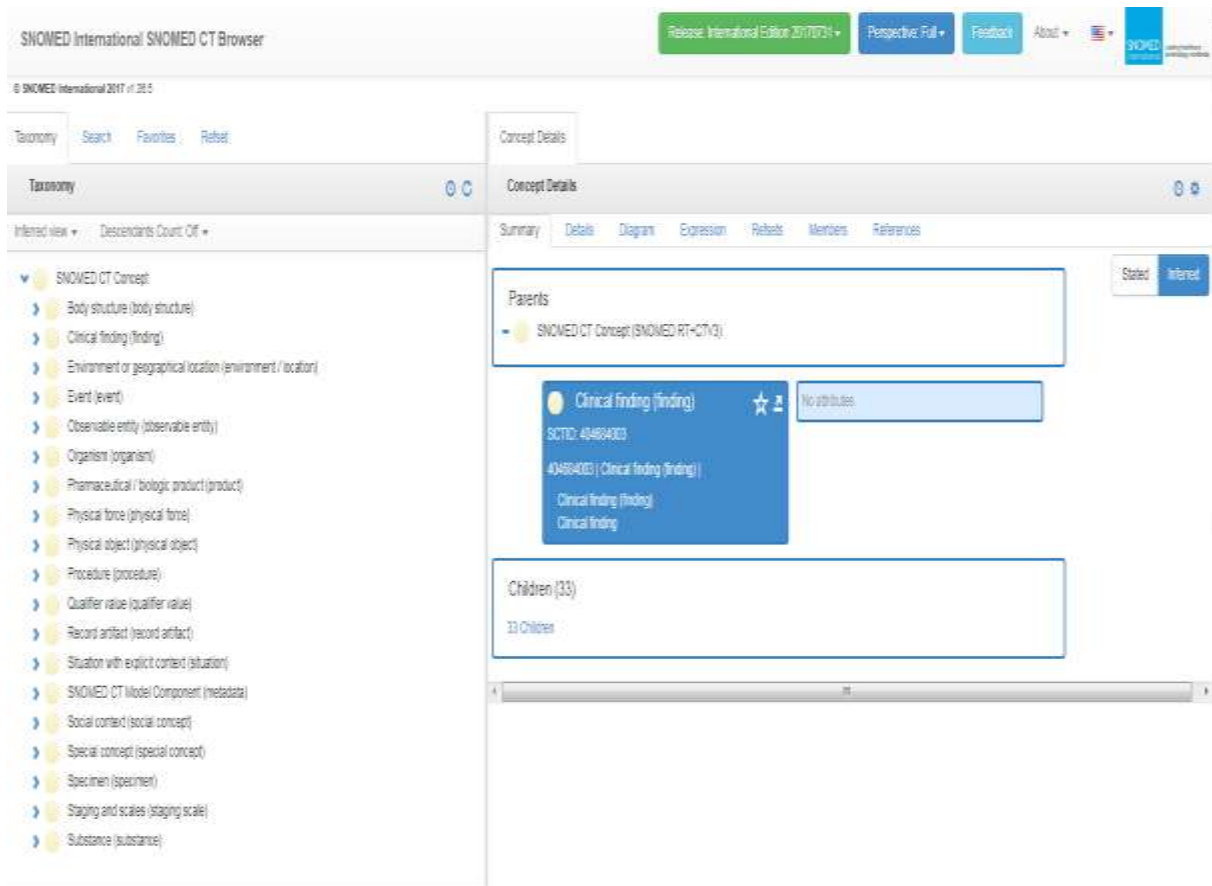 SNOMED International SNOMED CT Browser
Release: International Edition 20170731
Perspective: Full
Feedback
About
SNOMED
International
© SNOMED International 2017
Taxonomy Search Favorites Refset
Concept Details
Taxonomy
Concept Details
Inferred view Descendants Count: Off
Summary Details Diagram Expression Refsets Members References
Stated Inferred
SNOMED CT Concept
Body structure (body structure)
Clinical finding (finding)
Environment or geographical location (environment / location)
Event (event)
Observable entity (observable entity)
Organism (organism)
Pharmaceutical / biologic product (product)
Physical force (physical force)
Physical object (physical object)
Procedure (procedure)
Qualifier value (qualifier value)
Record artifact (record artifact)
Situation with explicit context (situation)
SNOMED CT Model Component (metadata)
Social context (social concept)
Special concept (special concept)
Specimen (specimen)
Staging and scales (staging scale)
Substance (substance)
Parents
SNOMED CT Concept (SNOMED RT+CTV3)
Clinical finding (finding)
SCTID: 404684003
404684003 | Clinical finding (finding) |
Clinical finding (finding)
Clinical finding
No attributes
Children (33)
33 Children